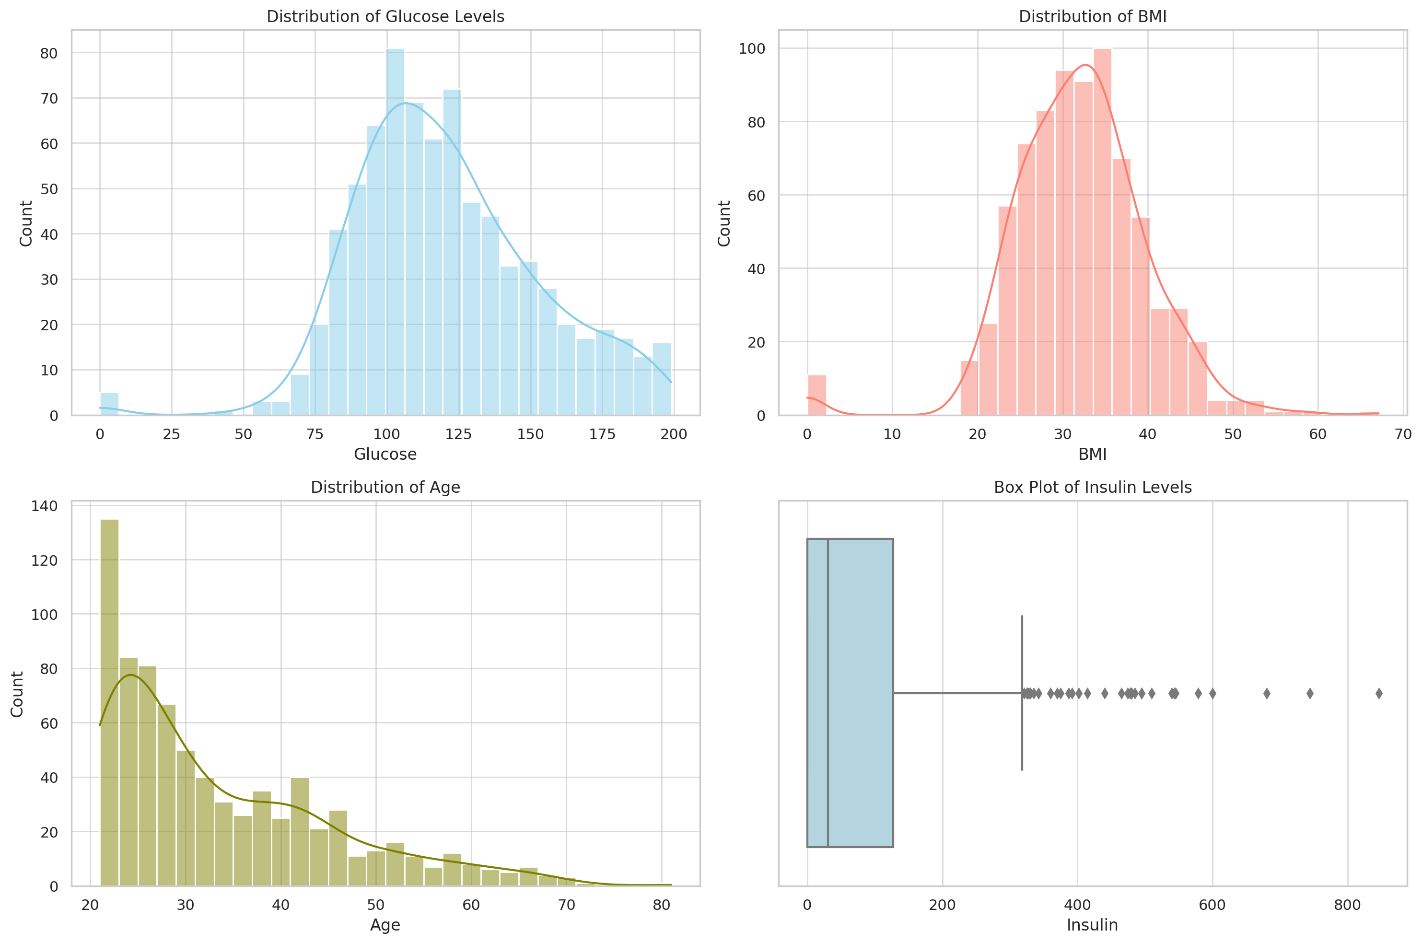 Distribution of Glucose Levels
Count
80
70
60
50
40
30
20
10
0
0 25 50 75 100 125 150 175 200
Glucose
Distribution of BMI
Count
100
80
60
40
20
0
0 10 20 30 40 50 60 70
BMI
Distribution of Age
Count
140
120
100
80
60
40
20
0
20 30 40 50 60 70 80
Age
Box Plot of Insulin Levels
0 200 400 600 800
Insulin